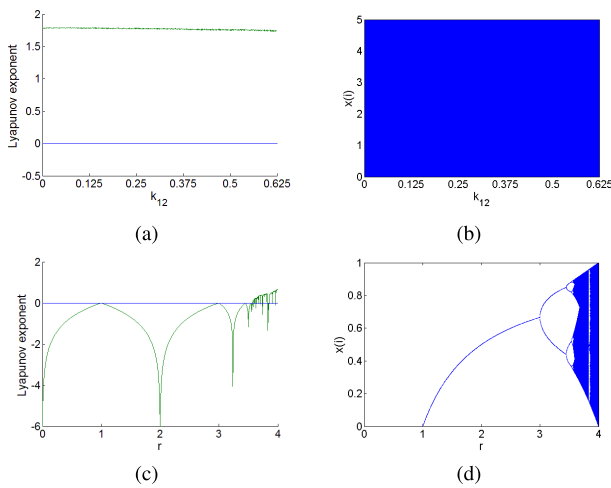 2
1.5
1
0.5
0
-0.5
Lyapunov exponent
0 0.125 0.25 0.375 0.5 0.625
k12
(a)
5
4
3
2
1
0
x(i)
0 0.125 0.25 0.375 0.5 0.625
k12
(b)
2
0
-2
-4
-6
Lyapunov exponent
0 1 2 3 4
r
(c)
1
0.8
0.6
0.4
0.2
0
x(i)
0 1 2 3 4
r
(d)